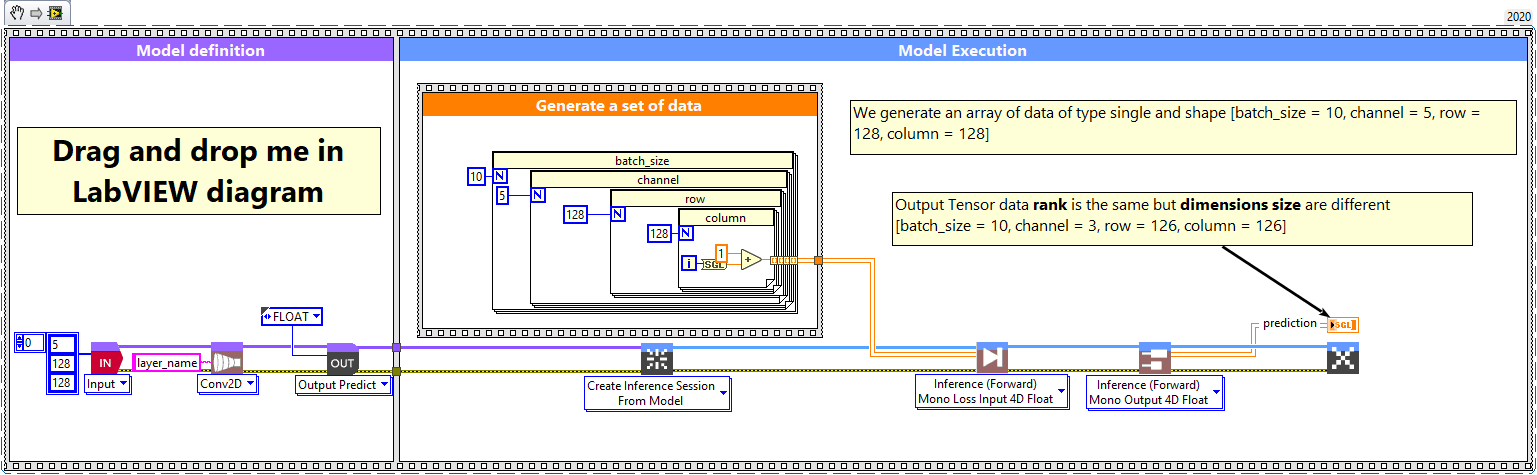 2020
Model definition
Drag and drop me in
LabVIEW diagram
FLOAT
0
5
128
128
IN
Input
layer_name
Conv2D
OUT
Output Predict
Model Execution
Generate a set of data
batch_size
10
N
channel
5
N
row
128
N
column
128
N
i
SGL
1
+
We generate an array of data of type single and shape [batch_size = 10, channel = 5, row =
128, column = 128]
Output Tensor data rank is the same but dimensions size are different
[batch_size = 10, channel = 3, row = 126, column = 126]
prediction
SGL
Create Inference Session
From Model
Inference (Forward)
Mono Loss Input 4D Float
Inference (Forward)
Mono Output 4D Float